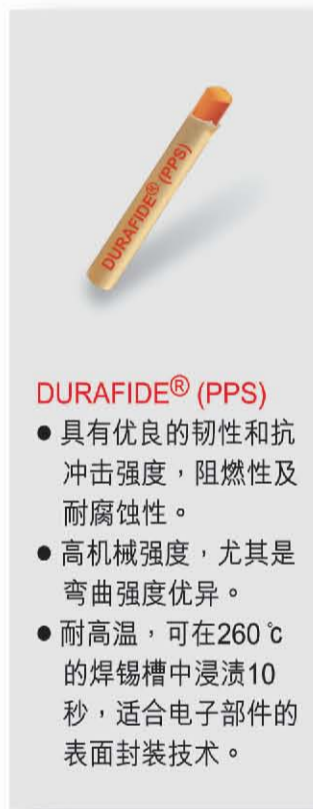 DURAFIDE® (PPS)
DURAFIDE® (PPS)
● 具有优良的韧性和抗
冲击强度，阻燃性及
耐腐蚀性。
● 高机械强度，尤其是
弯曲强度优异。
● 耐高温，可在260℃
的焊锡槽中浸渍10
秒，适合电子部件的
表面封装技术。